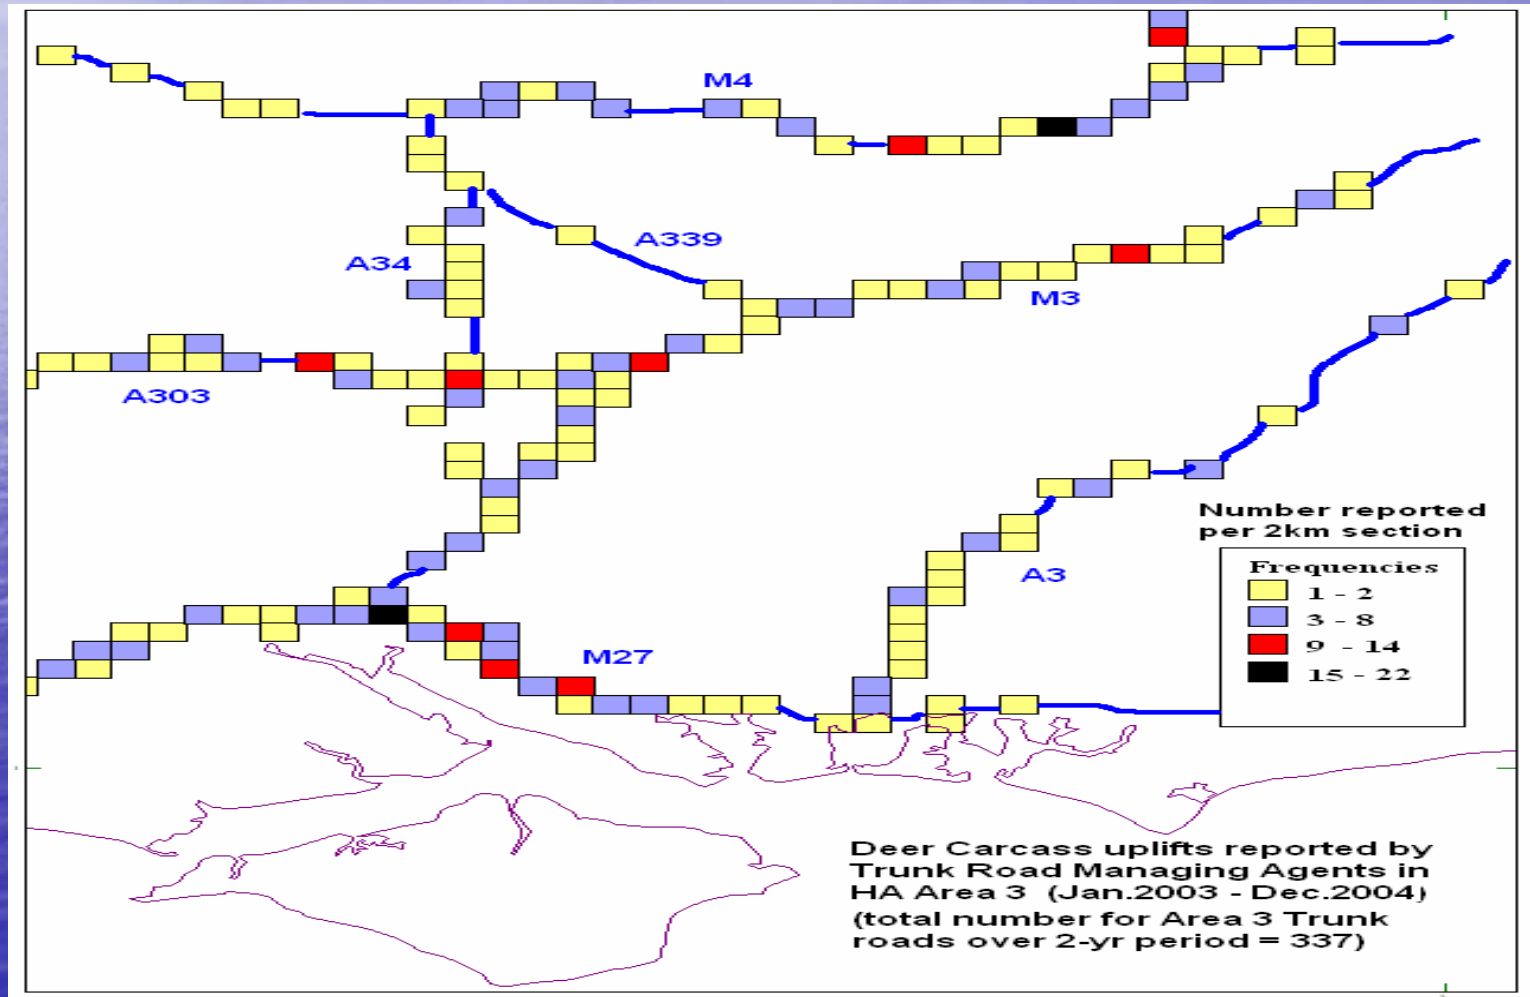 M4
A339
A34
M3
A303
Number reported
per 2km section
Frequencies
1 - 2
3 - 8
9 - 14
15 - 22
A3
M27
Deer Carcass uplifts reported by
Trunk Road Managing Agents in
HA Area 3 (Jan.2003 - Dec.2004)
(total number for Area 3 Trunk
roads over 2-yr period = 337)